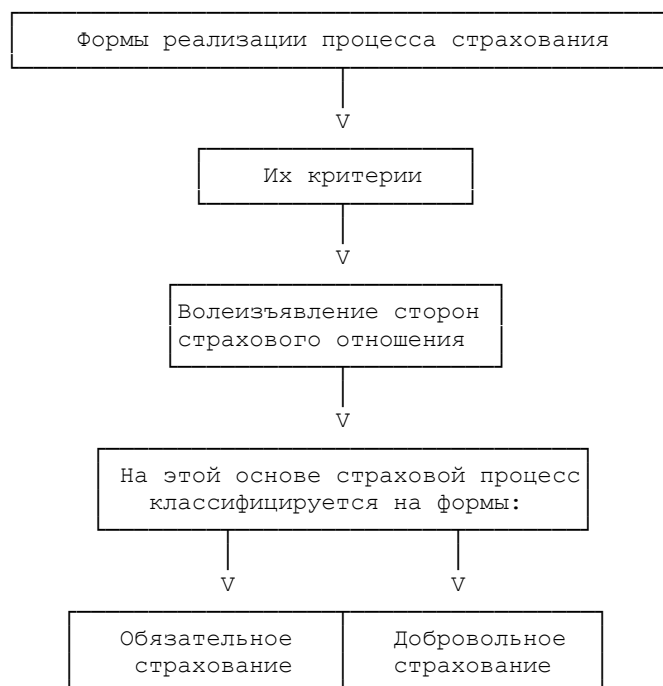 Формы реализации процесса страхования
V
Их критерии
V
Волеизъявление сторон
страхового отношения
V
На этой основе страховой процесс
классифицируется на формы:
V V
Обязательное Добровольное
страхование страхование